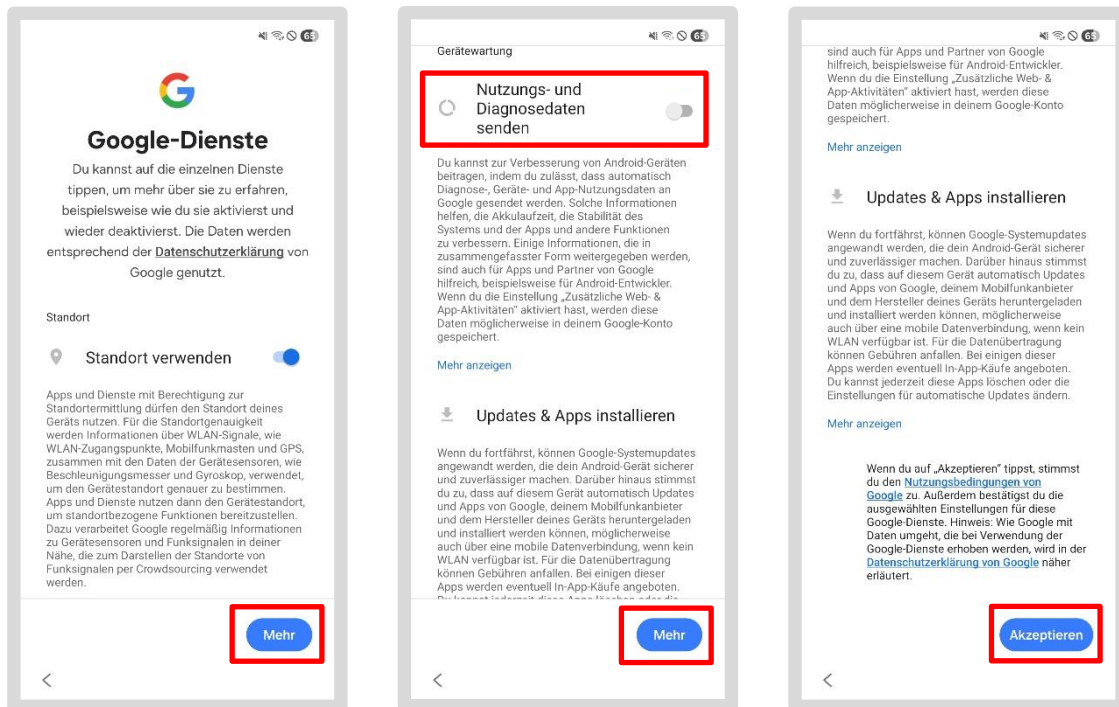 65
Google-Dienste
Du kannst auf die einzelnen Dienste
tippen, um mehr über sie zu erfahren,
beispielsweise wie du sie aktivierst und
wieder deaktivierst. Die Daten werden
entsprechend der Datenschutzerklärung von
Google genutzt.
Standort
Standort verwenden
Apps und Dienste mit Berechtigung zur
Standortermittlung dürfen den Standort deines
Geräts nutzen. Für die Standortgenauigkeit
werden Informationen über WLAN-Signale, wie
WLAN-Zugangspunkte, Mobilfunkmasten und GPS,
zusammen mit den Daten der Gerätesensoren, wie
Beschleunigungsmesser und Gyroskop, verwendet,
um den Gerätestandort genauer zu bestimmen.
Apps und Dienste nutzen dann den Gerätestandort,
um standortbezogene Funktionen bereitzustellen.
Dazu verarbeitet Google regelmäßig Informationen
zu Gerätesensoren und Funksignalen in deiner
Nähe, die zum Darstellen der Standorte von
Funksignalen per Crowdsourcing verwendet
werden.
Mehr
65
Gerätewartung
Nutzungs- und
Diagnosedaten
senden
Du kannst zur Verbesserung von Android-Geräten
beitragen, indem du zulässt, dass automatisch
Diagnose-, Geräte- und App-Nutzungsdaten an
Google gesendet werden. Solche Informationen
helfen, die Akkulaufzeit, die Stabilität des
Systems und der Apps und andere Funktionen
zu verbessern. Einige Informationen, die in
zusammengefasster Form weitergegeben werden,
sind auch für Apps und Partner von Google
hilfreich, beispielsweise für Android-Entwickler.
Wenn du die Einstellung „Zusätzliche Web- &
App-Aktivitäten" aktiviert hast, werden diese
Daten möglicherweise in deinem Google-Konto
gespeichert.
Mehr anzeigen
Updates & Apps installieren
Wenn du fortfährst, können Google-Systemupdates
angewandt werden, die dein Android-Gerät sicherer
und zuverlässiger machen. Darüber hinaus stimmst
du zu, dass auf diesem Gerät automatisch Updates
und Apps von Google, deinem Mobilfunkanbieter
und dem Hersteller deines Geräts heruntergeladen
und installiert werden können, möglicherweise
auch über eine mobile Datenverbindung, wenn kein
WLAN verfügbar ist. Für die Datenübertragung
können Gebühren anfallen. Bei einigen dieser
Apps werden eventuell In-App-Käufe angeboten.
Du kannst jederzeit diese Apps löschen oder die
Mehr
65
sind auch für Apps und Partner von Google
hilfreich, beispielsweise für Android-Entwickler.
Wenn du die Einstellung „Zusätzliche Web- &
App-Aktivitäten" aktiviert hast, werden diese
Daten möglicherweise in deinem Google-Konto
gespeichert.
Mehr anzeigen
Updates & Apps installieren
Wenn du fortfährst, können Google-Systemupdates
angewandt werden, die dein Android-Gerät sicherer
und zuverlässiger machen. Darüber hinaus stimmst
du zu, dass auf diesem Gerät automatisch Updates
und Apps von Google, deinem Mobilfunkanbieter
und dem Hersteller deines Geräts heruntergeladen
und installiert werden können, möglicherweise
auch über eine mobile Datenverbindung, wenn kein
WLAN verfügbar ist. Für die Datenübertragung
können Gebühren anfallen. Bei einigen dieser
Apps werden eventuell In-App-Käufe angeboten.
Du kannst jederzeit diese Apps löschen oder die
Einstellungen für automatische Updates ändern.
Mehr anzeigen
Wenn du auf „Akzeptieren" tippst, stimmst
du den Nutzungsbedingungen von
Google zu. Außerdem bestätigst du die
ausgewählten Einstellungen für diese
Google-Dienste. Hinweis: Wie Google mit
Daten umgeht, die bei Verwendung der
Google-Dienste erhoben werden, wird in der
Datenschutzerklärung von Google näher
erläutert.
Akzeptieren